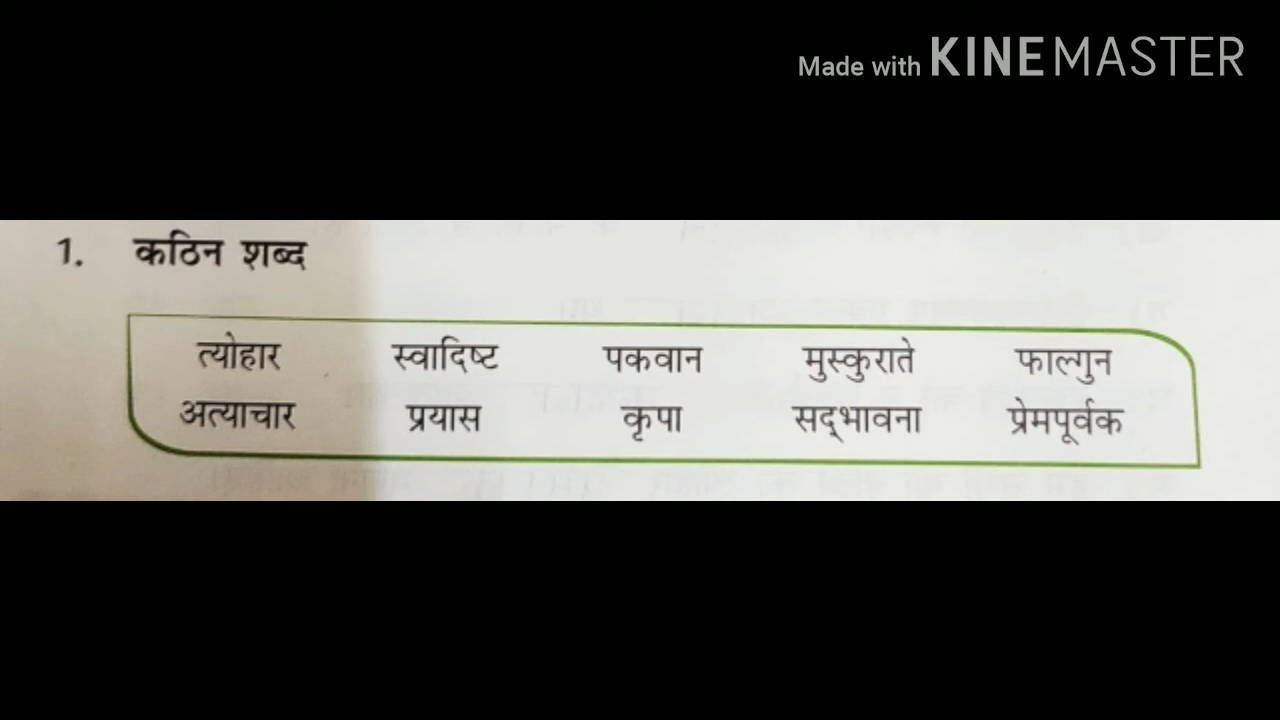 Made with KINEMASTER
1. कठिन शब्द
त्योहार स्वादिष्ट पकवान मुस्कुराते फाल्गुन
अत्याचार प्रयास कृपा सद्‌भावना प्रेमपूर्वक